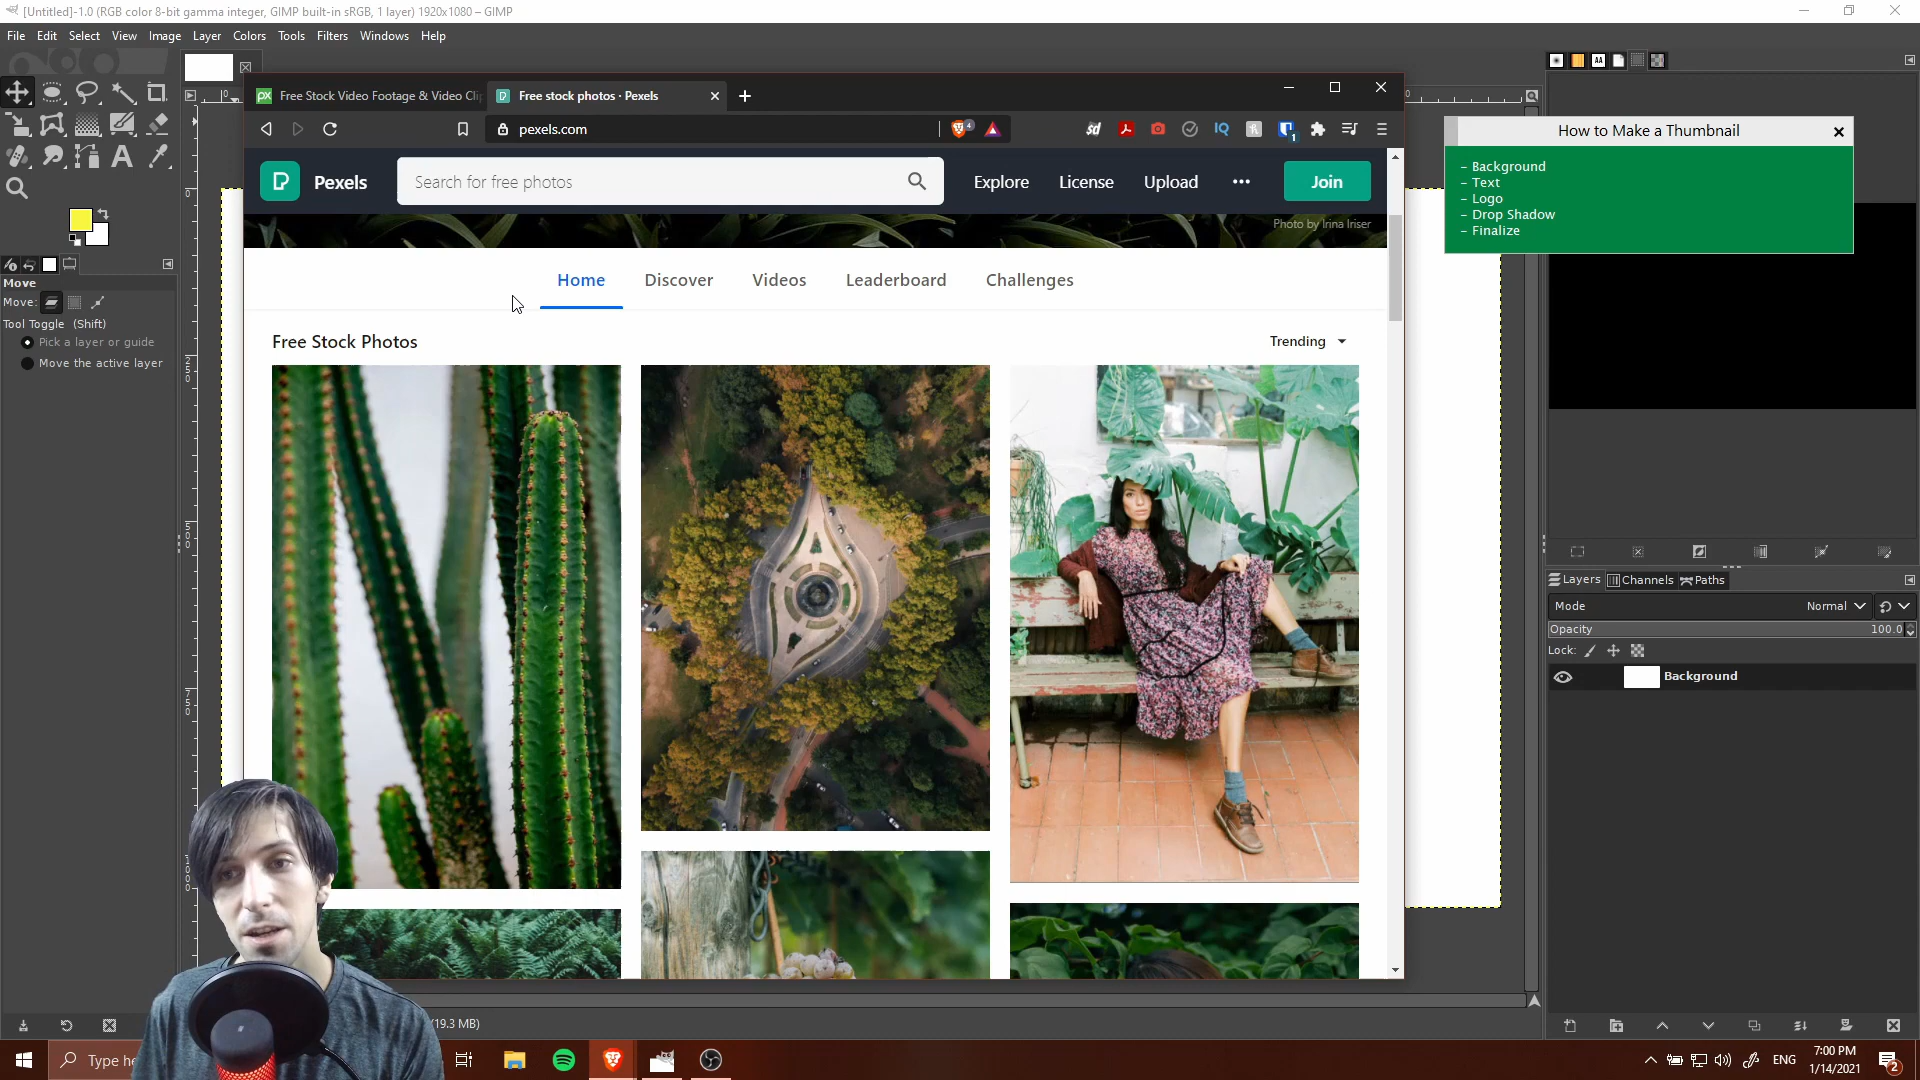 [Untitled]-1.0 (RGB color 8-bit gamma integer, GIMP built-in sRGB, 1 layer) 1920x1080 – GIMP
File Edit Select View Image Layer Colors Tools Filters Windows Help
Free Stock Video Footage & Video Cli
Free stock photos · Pexels
pexels.com
Pexels
Search for free photos
Explore License Upload ••• Join
Photo by Irina Iriser
Home Discover Videos Leaderboard Challenges
Free Stock Photos
Trending
How to Make a Thumbnail
- Background
- Text
- Logo
- Drop Shadow
- Finalize
Move
Move:
Tool Toggle (Shift)
Pick a layer or guide
Move the active layer
Layers Channels Paths
Mode Normal
Opacity 100.0
Lock:
Background
(19.3 MB)
Type he
ENG
7:00 PM
1/14/2021
2